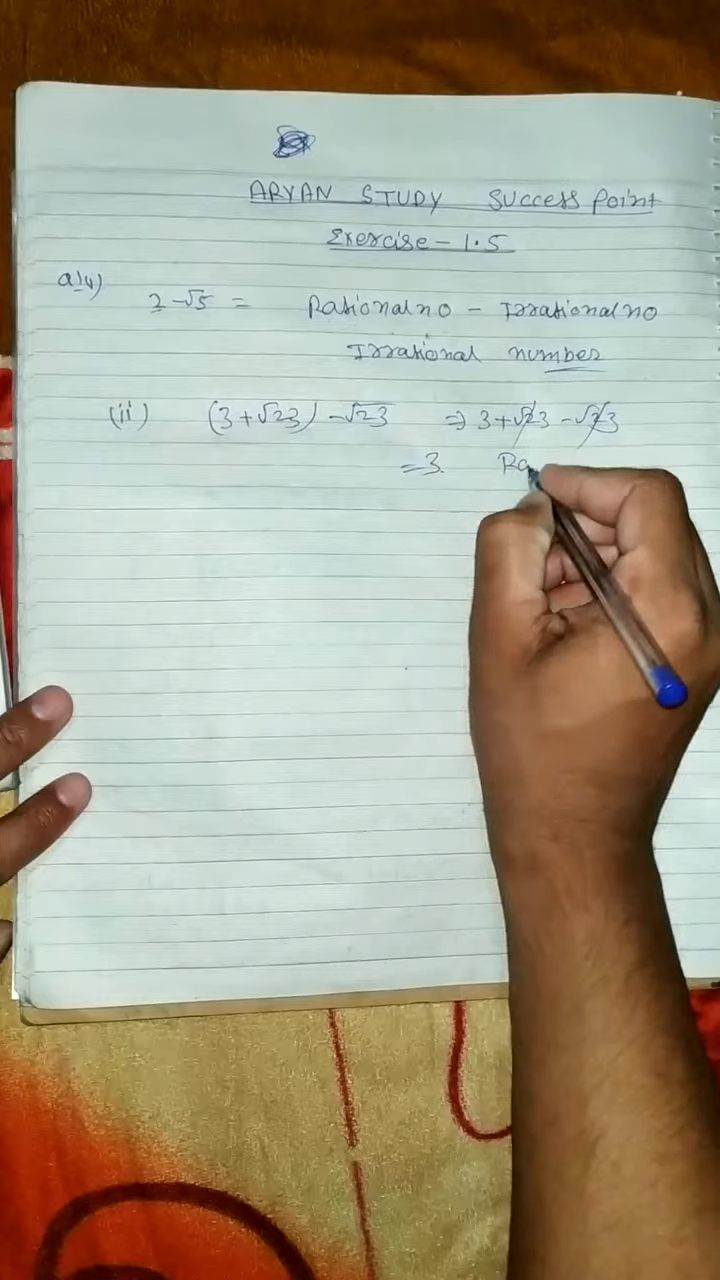 ARYAN STUDY Success Point
Exercise - 1.5
2 - √5 = Rational no - Irrational no
Irrational number
(ii) (3 + √23) - √23 ⇒ 3 + √23 - √23
= 3. Ra